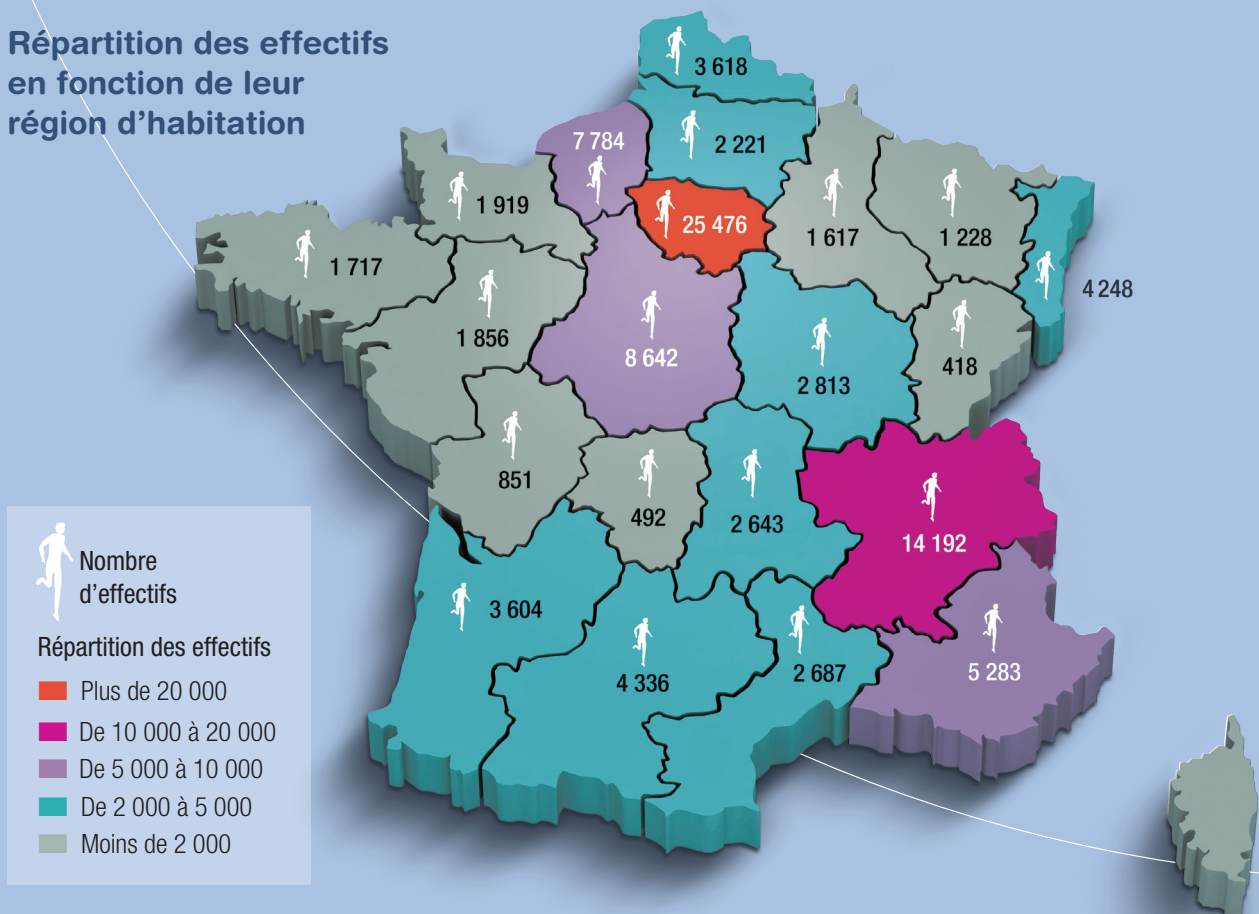 Répartition des effectifs
en fonction de leur
région d'habitation
3 618
7 784
2 221
1 919
25 476
1 617
1 228
1 717
4 248
1 856
8 642
2 813
418
851
492
2 643
14 192
3 604
4 336
2 687
5 283
Nombre
d'effectifs
Répartition des effectifs
Plus de 20 000
De 10 000 à 20 000
De 5 000 à 10 000
De 2 000 à 5 000
Moins de 2 000